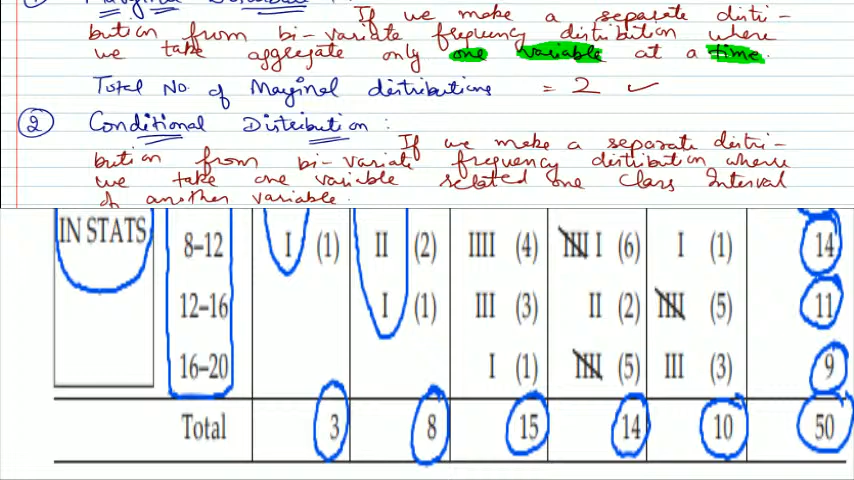 ① Marginal Distribution :
If we make a separate distri-
bution from bi-variate frequency distribution where
we take aggregate only one variable at a time.
Total No. of Marginal distributions = 2 ✓
② Conditional Distribution :
If we make a separate distri-
bution from bi-variate frequency distribution where
we take one variable related one Class Interval
of another variable.
IN STATS 8–12 I (1) II (2) IIII (4) 𝍸 I (6) I (1) 14
12–16 I (1) III (3) II (2) 𝍸 (5) 11
16–20 I (1) 𝍸 (5) III (3) 9
Total 3 8 15 14 10 50